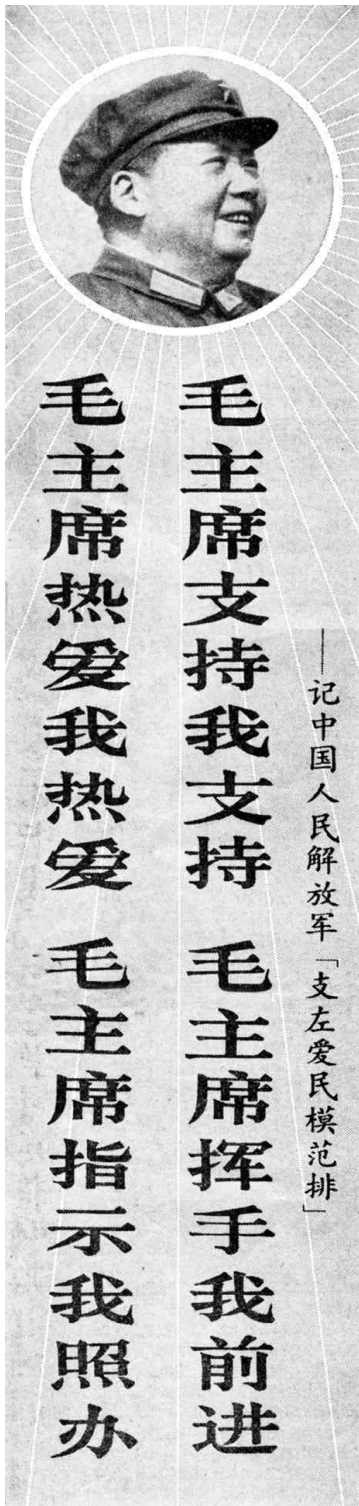 毛主席热爱我热爱
毛主席支持我支持
毛主席指示我照办
毛主席挥手我前进
——记中国人民解放军「支左爱民模范排」